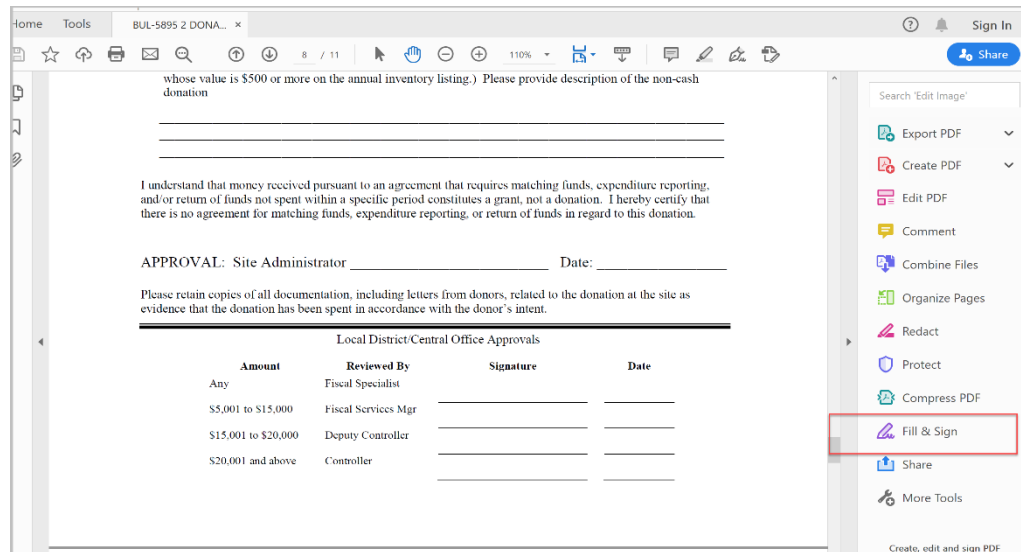 Home Tools BUL-5895 2 DONA... × Sign In
8 / 11 110% Share
whose value is $500 or more on the annual inventory listing.) Please provide description of the non-cash
donation
I understand that money received pursuant to an agreement that requires matching funds, expenditure reporting,
and/or return of funds not spent within a specific period constitutes a grant, not a donation. I hereby certify that
there is no agreement for matching funds, expenditure reporting, or return of funds in regard to this donation.
APPROVAL: Site Administrator Date:
Please retain copies of all documentation, including letters from donors, related to the donation at the site as
evidence that the donation has been spent in accordance with the donor's intent.
Local District/Central Office Approvals
Amount Reviewed By Signature Date
Any Fiscal Specialist
$5,001 to $15,000 Fiscal Services Mgr
$15,001 to $20,000 Deputy Controller
$20,001 and above Controller
Search 'Edit Image'
Export PDF
Create PDF
Edit PDF
Comment
Combine Files
Organize Pages
Redact
Protect
Compress PDF
Fill & Sign
Share
More Tools
Create, edit and sign PDF